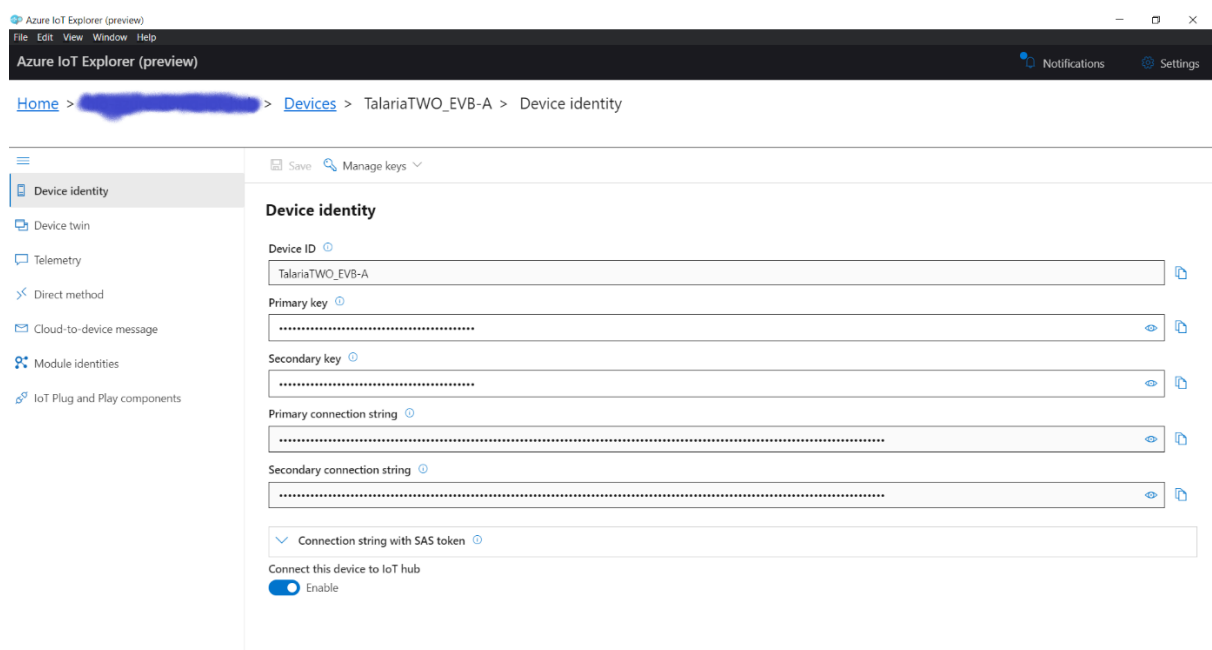 Azure IoT Explorer (preview)
File Edit View Window Help
Azure IoT Explorer (preview)
Notifications
Settings
Home > > Devices > TalariaTWO_EVB-A > Device identity
Save Manage keys
Device identity
Device twin
Telemetry
Direct method
Cloud-to-device message
Module identities
IoT Plug and Play components
Device identity
Device ID
TalariaTWO_EVB-A
Primary key
Secondary key
Primary connection string
Secondary connection string
Connection string with SAS token
Connect this device to IoT hub
Enable